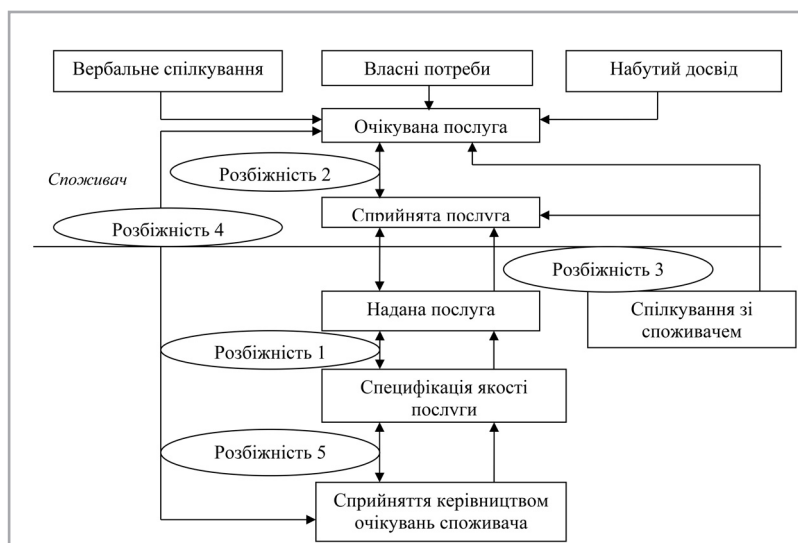 Вербальне спілкування
Власні потреби
Набутий досвід
Очікувана послуга
Розбіжність 2
Споживач
Сприйнята послуга
Розбіжність 4
Розбіжність 3
Надана послуга
Спілкування зі
споживачем
Розбіжність 1
Специфікація якості
послуги
Розбіжність 5
Сприйняття керівництвом
очікувань споживача